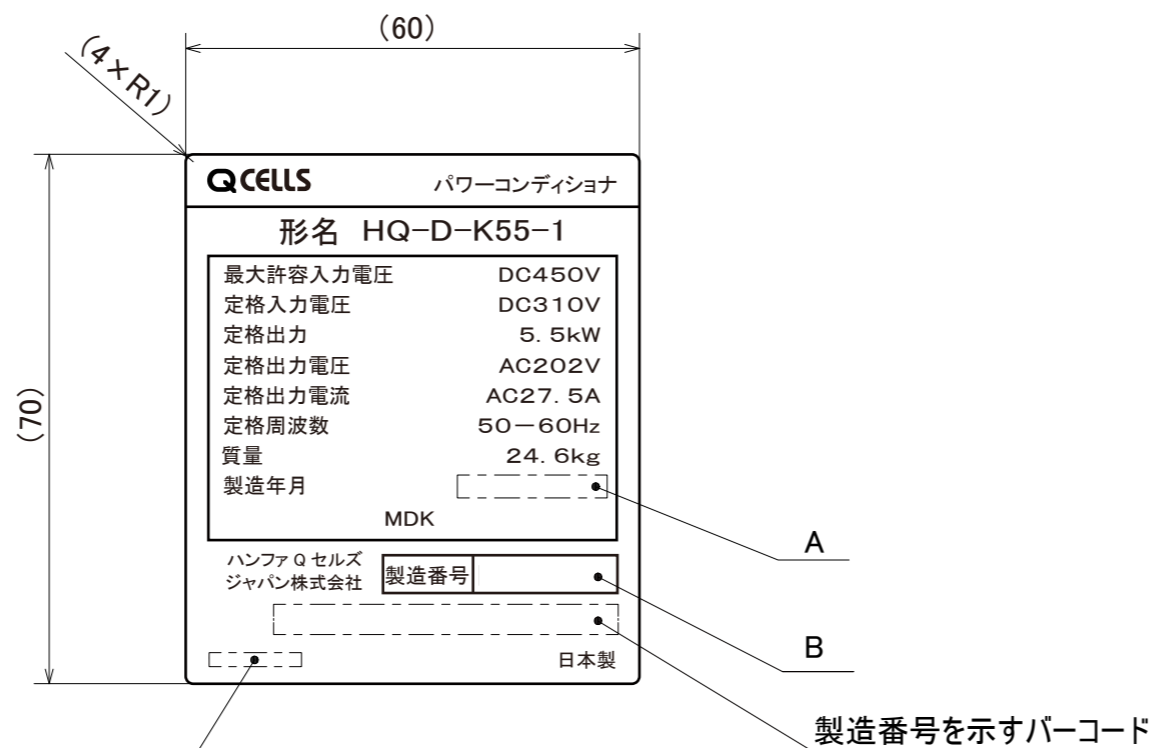 (60)
(4×R1)
(70)
Q CELLS パワーコンディショナ
形名 HQ-D-K55-1
最大許容入力電圧 DC450V
定格入力電圧 DC310V
定格出力 5.5kW
定格出力電圧 AC202V
定格出力電流 AC27.5A
定格周波数 50-60Hz
質量 24.6kg
製造年月
MDK
A
ハンファ Q セルズ
ジャパン株式会社
製造番号
B
日本製
製造番号を示すバーコード